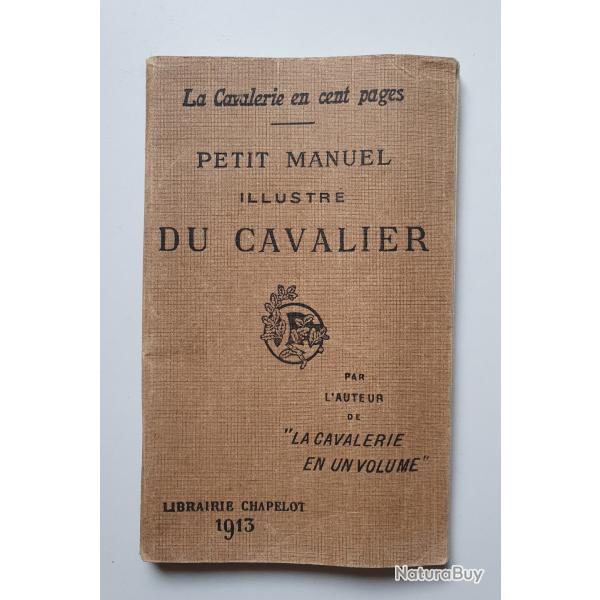 La Cavalerie en cent pages
PETIT MANUEL
ILLUSTRÉ
DU CAVALIER
PAR
L'AUTEUR
DE
"LA CAVALERIE
EN UN VOLUME"
LIBRAIRIE CHAPELOT
1913
NaturaBuy